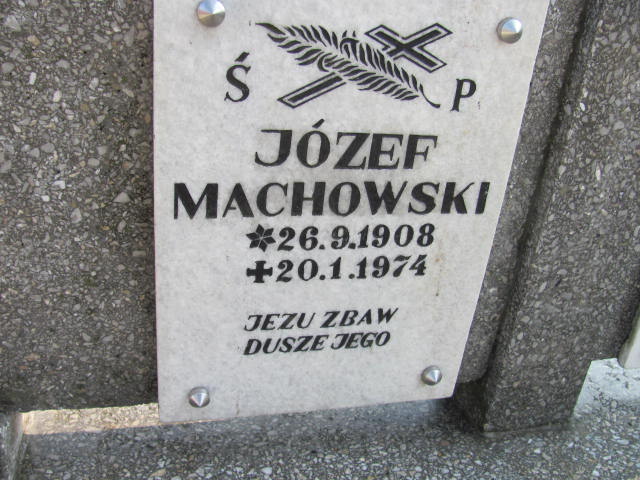 Ś P
JÓZEF
MACHOWSKI
26.9.1908
20.1.1974
JEZU ZBAW
DUSZE JEGO